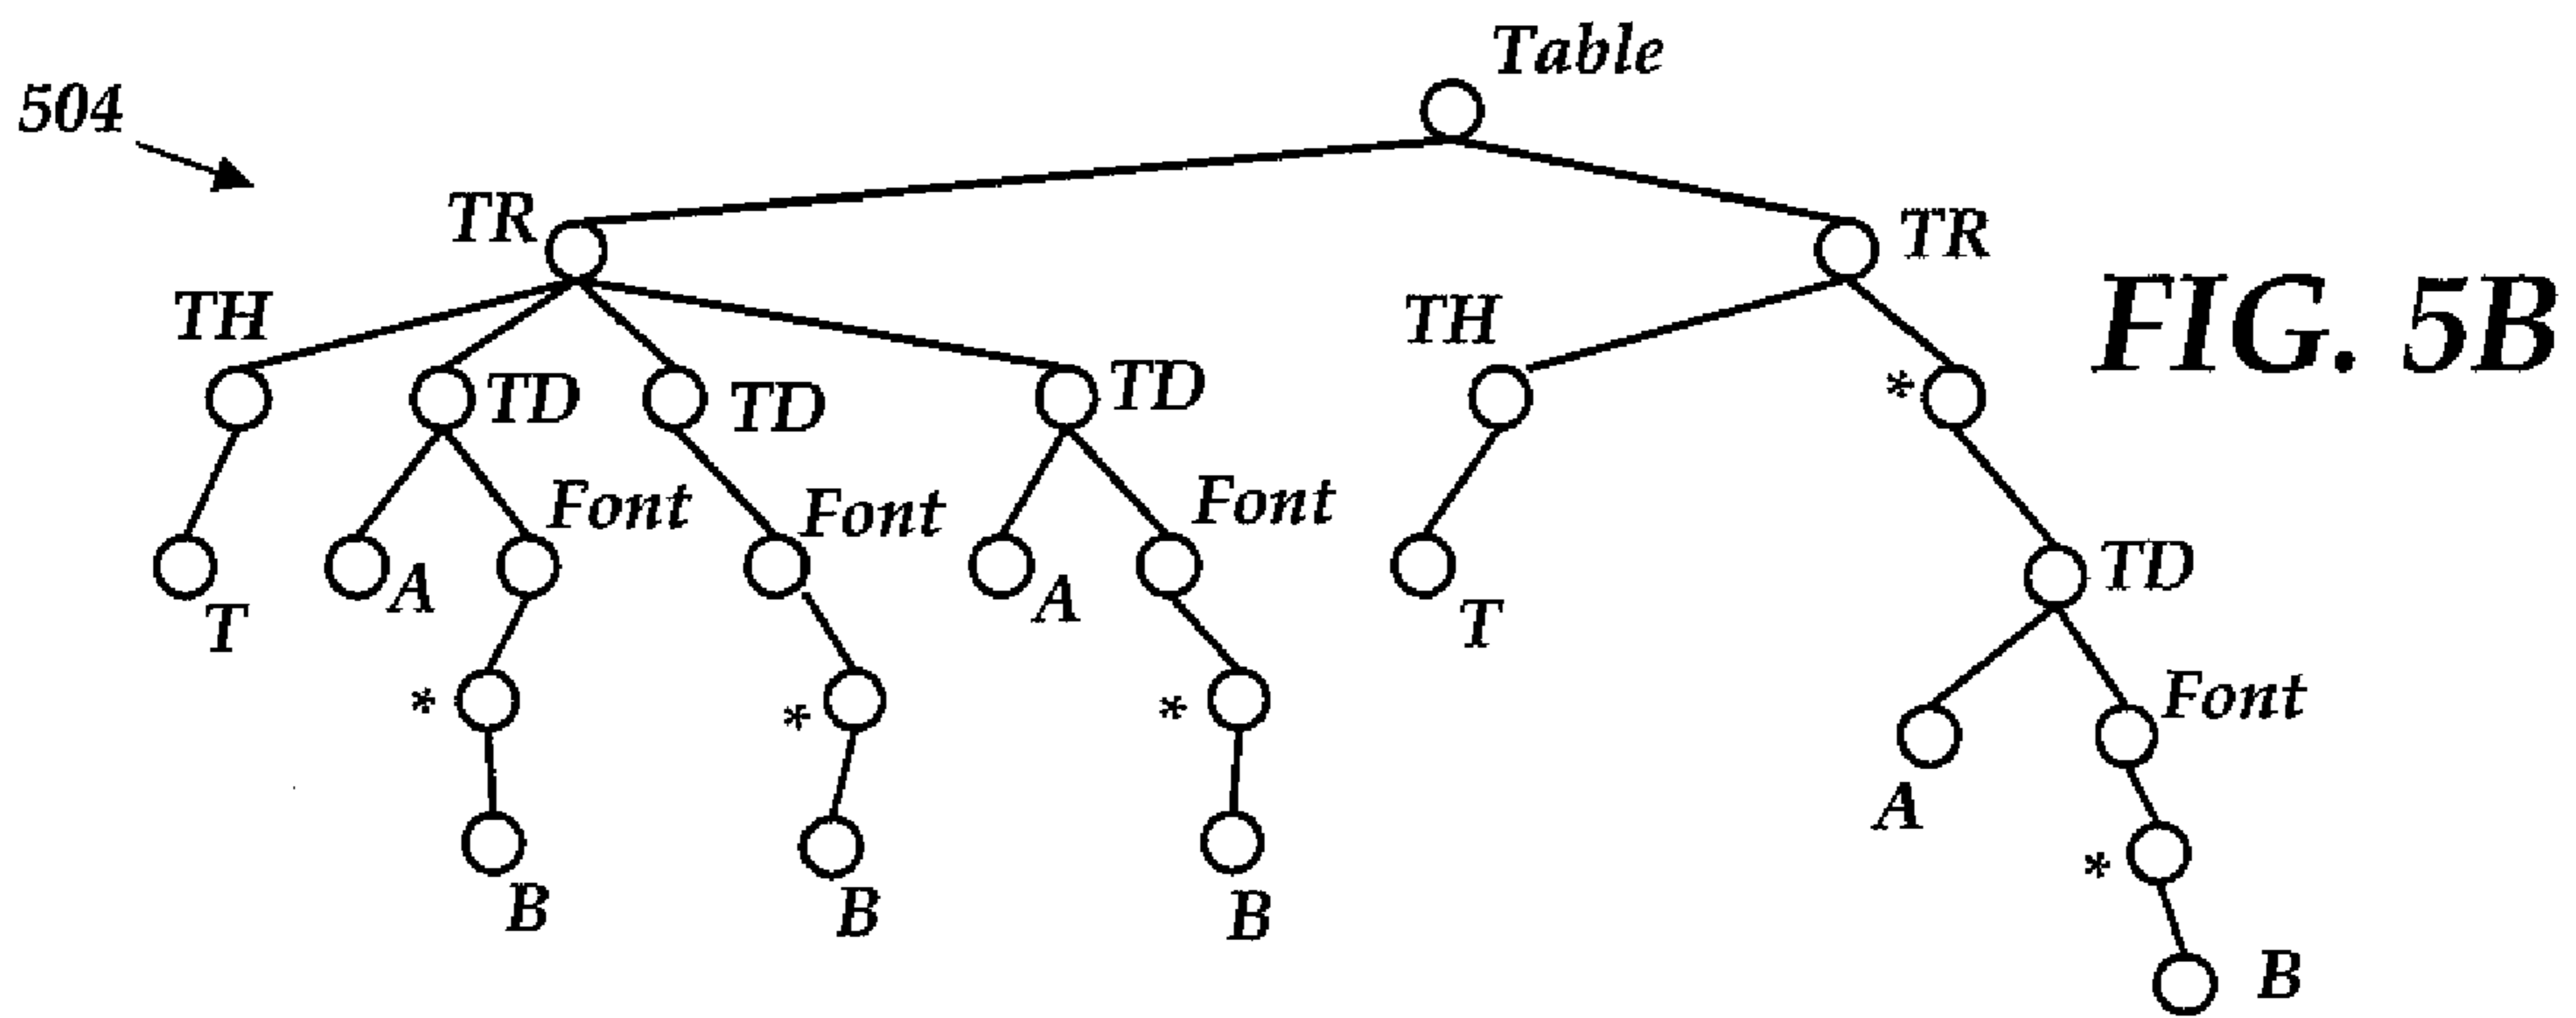 Table
504
TR TR
TH TD TD TD TH * TD
FIG. 5B
Font Font Font
T A A T
* * *
Font
A
B B B
*
B